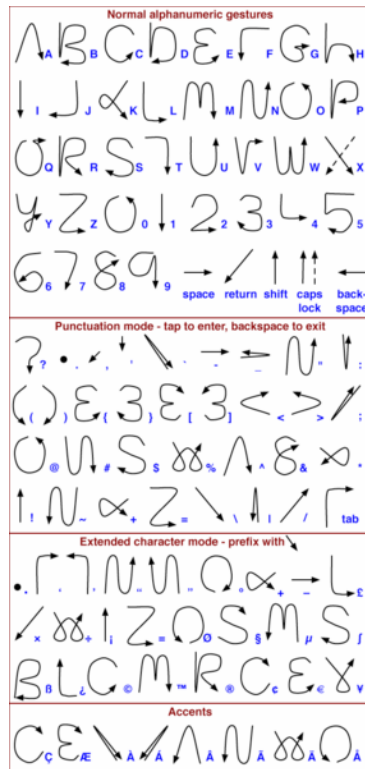 Normal alphanumeric gestures
A B C D E F G H
I J K L M N O P
Q R S T U V W X
Y Z 0 1 2 3 4 5
6 7 8 9 space return shift caps lock back-space
Punctuation mode - tap to enter, backspace to exit
? . , ' ` - _ " :
( ) { } [ ] < > ;
@ # $ % ^ & *
! ~ + = \ | / tab
Extended character mode - prefix with
• ‘ ’ “ ” ° + − £
× ÷ ¡ = Ø § µ ∫
ß ¿ © ™ ® ¢ € ¥
Accents
Ç Æ À Á Â Ã Ä Å